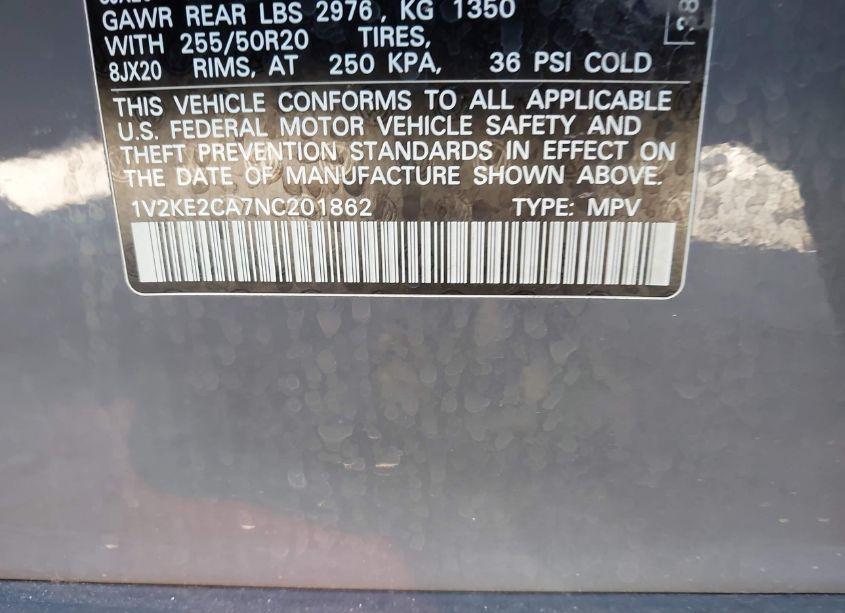 GAWR REAR LBS 2976, KG 1350
WITH 255/50R20 TIRES,
8JX20 RIMS, AT 250 KPA, 36 PSI COLD
THIS VEHICLE CONFORMS TO ALL APPLICABLE
U.S. FEDERAL MOTOR VEHICLE SAFETY AND
THEFT PREVENTION STANDARDS IN EFFECT ON
THE DATE OF MANUFACTURE SHOWN ABOVE.
1V2KE2CA7NC201862 TYPE: MPV